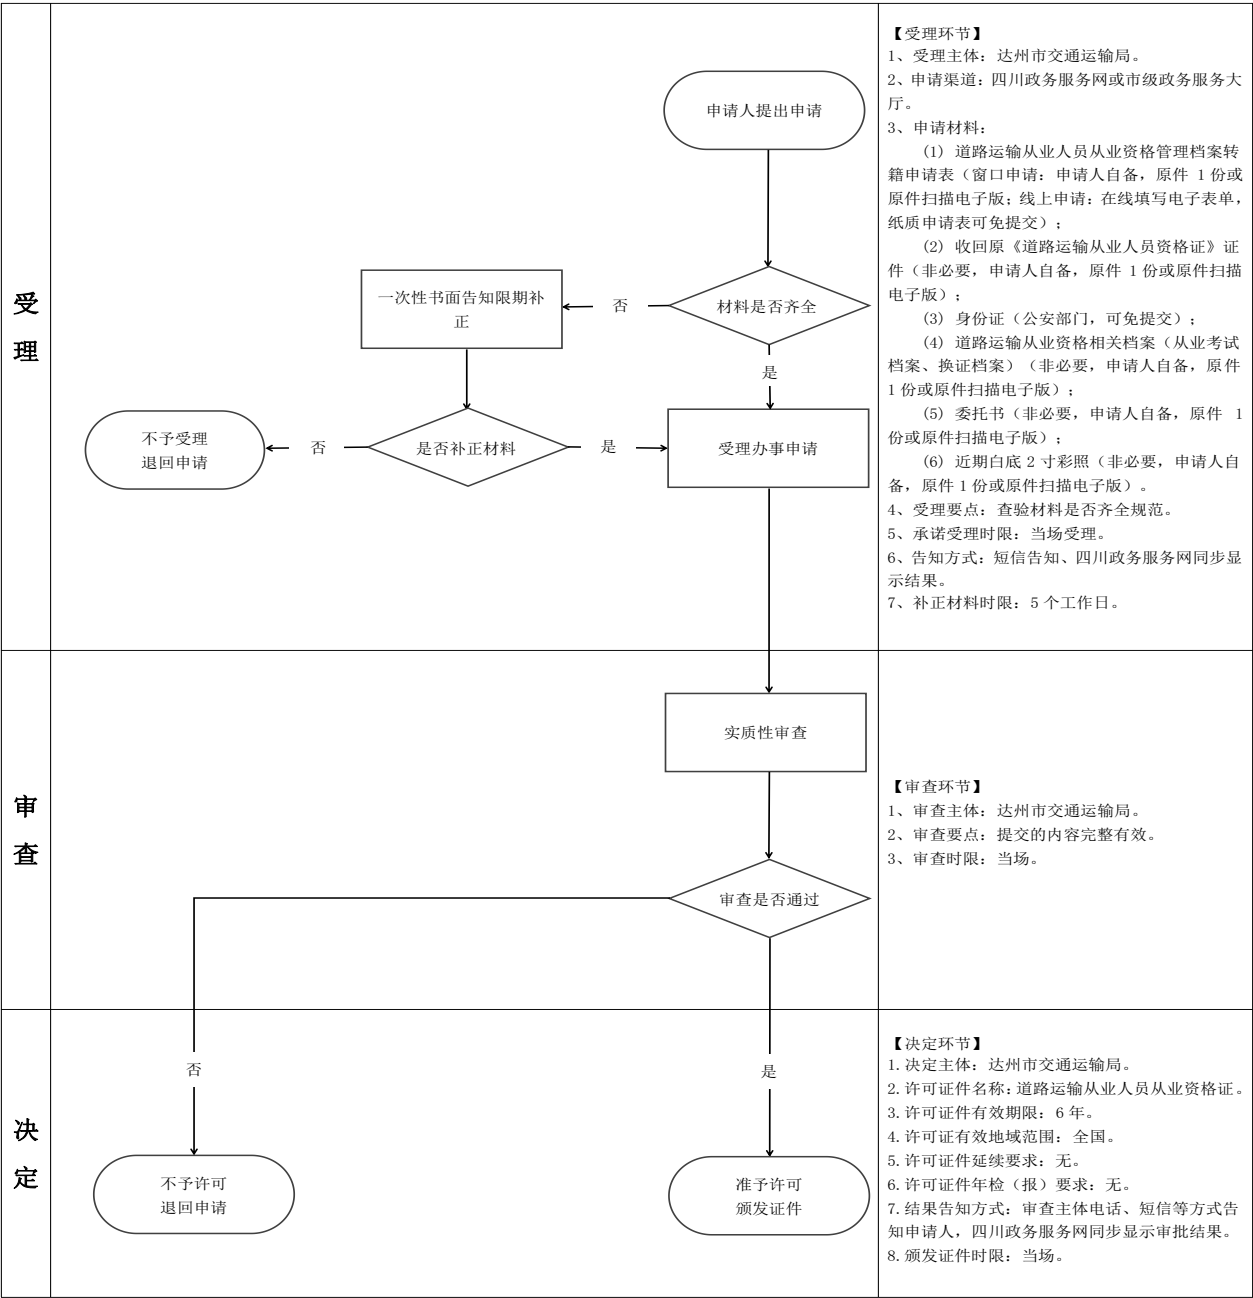 受
理
申请人提出申请
材料是否齐全
否
一次性书面告知限期补
正
是
是否补正材料
否
不予受理
退回申请
是
受理办事申请
【受理环节】
1、受理主体：达州市交通运输局。
2、申请渠道：四川政务服务网或市级政务服务大
厅。
3、申请材料：
（1）道路运输从业人员从业资格管理档案转
籍申请表（窗口申请：申请人自备，原件 1 份或
原件扫描电子版；线上申请：在线填写电子表单，
纸质申请表可免提交）；
（2）收回原《道路运输从业人员资格证》证
件（非必要，申请人自备，原件 1 份或原件扫描
电子版）；
（3）身份证（公安部门，可免提交）；
（4）道路运输从业资格相关档案（从业考试
档案、换证档案）（非必要，申请人自备，原件
1 份或原件扫描电子版）；
（5）委托书（非必要，申请人自备，原件 1
份或原件扫描电子版）；
（6）近期白底 2 寸彩照（非必要，申请人自
备，原件 1 份或原件扫描电子版）。
4、受理要点：查验材料是否齐全规范。
5、承诺受理时限：当场受理。
6、告知方式：短信告知、四川政务服务网同步显
示结果。
7、补正材料时限：5 个工作日。
审
查
实质性审查
审查是否通过
【审查环节】
1、审查主体：达州市交通运输局。
2、审查要点：提交的内容完整有效。
3、审查时限：当场。
决
定
否
是
不予许可
退回申请
准予许可
颁发证件
【决定环节】
1.决定主体：达州市交通运输局。
2.许可证件名称：道路运输从业人员从业资格证。
3.许可证件有效期限：6 年。
4.许可证有效地域范围：全国。
5.许可证件延续要求：无。
6.许可证件年检（报）要求：无。
7.结果告知方式：审查主体电话、短信等方式告
知申请人，四川政务服务网同步显示审批结果。
8.颁发证件时限：当场。